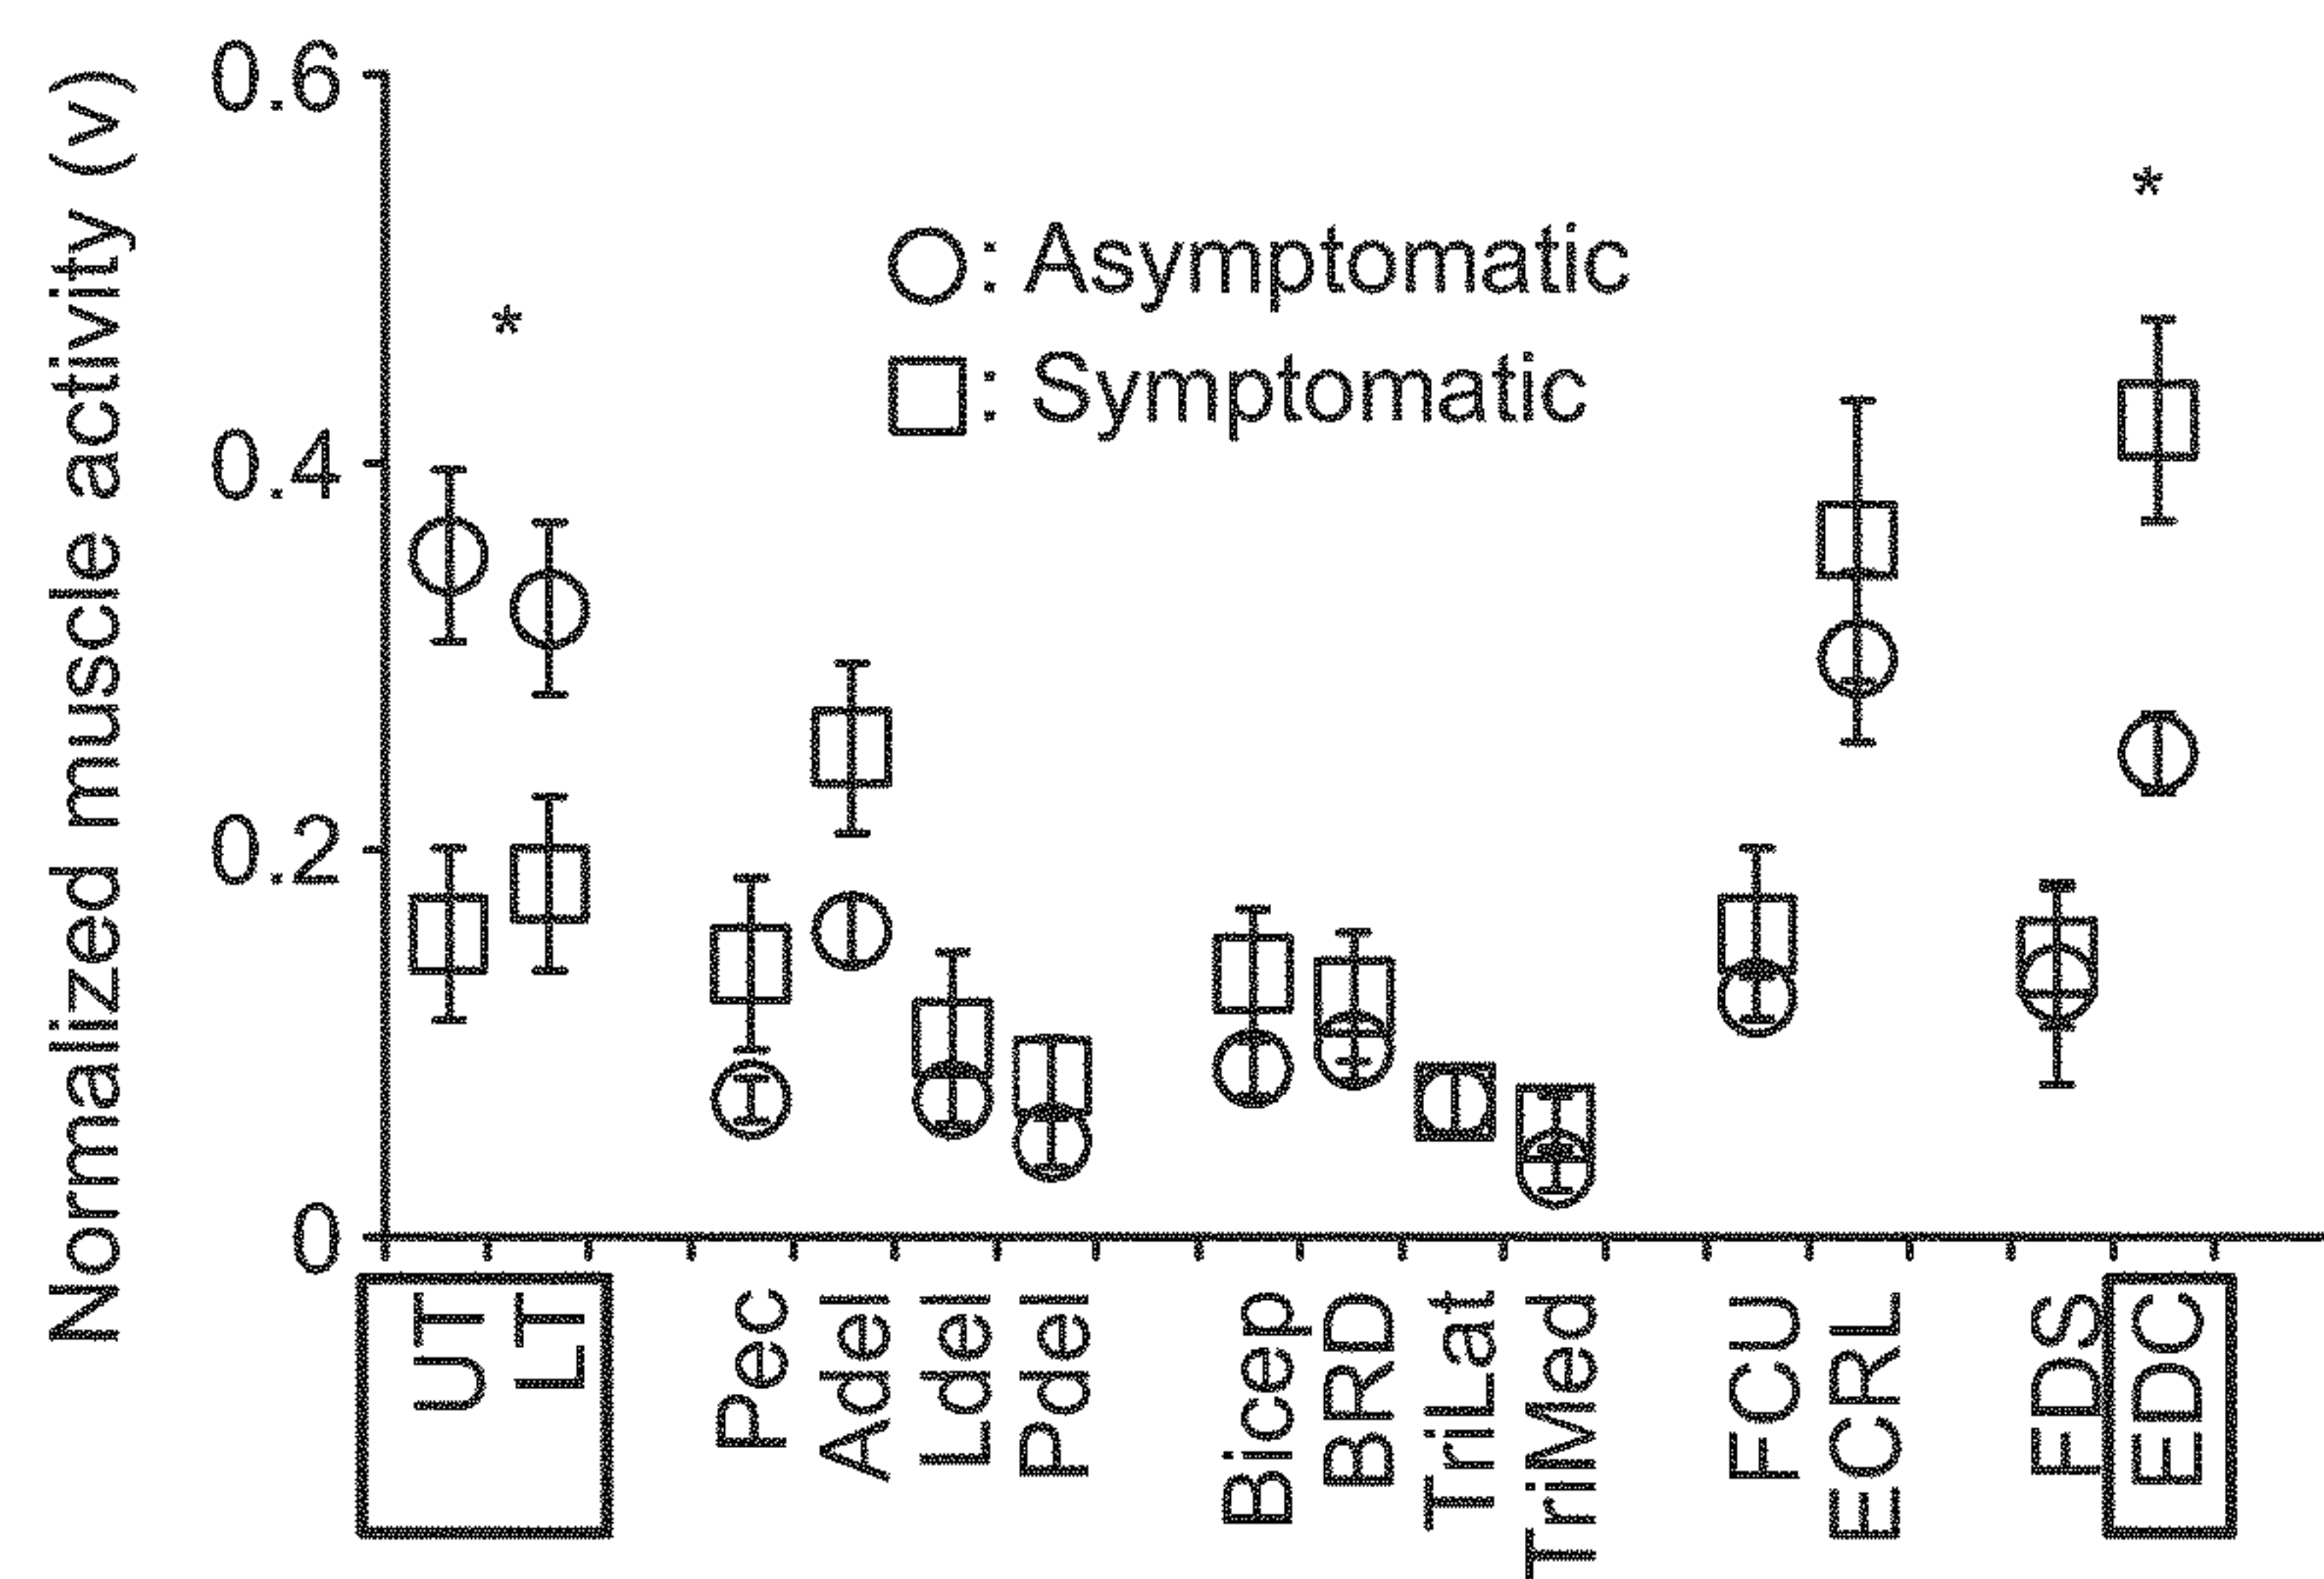 Normalized muscle activity (v)
0.6
0.4
0.2
0
*
*
: Asymptomatic
: Symptomatic
UT
LT
Pec
Adel
Ldel
Pdel
Bicep
BRD
TriLat
TriMed
FCU
ECRL
FDS
EDC